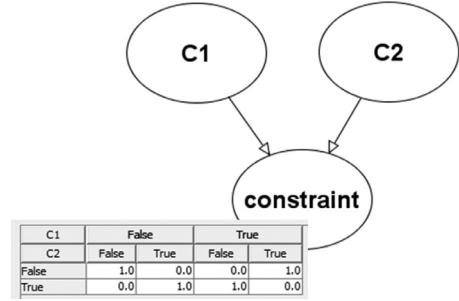 C1 C2
constraint
C1 False True
C2 False True False True
False 1.0 0.0 0.0 1.0
True 0.0 1.0 1.0 0.0